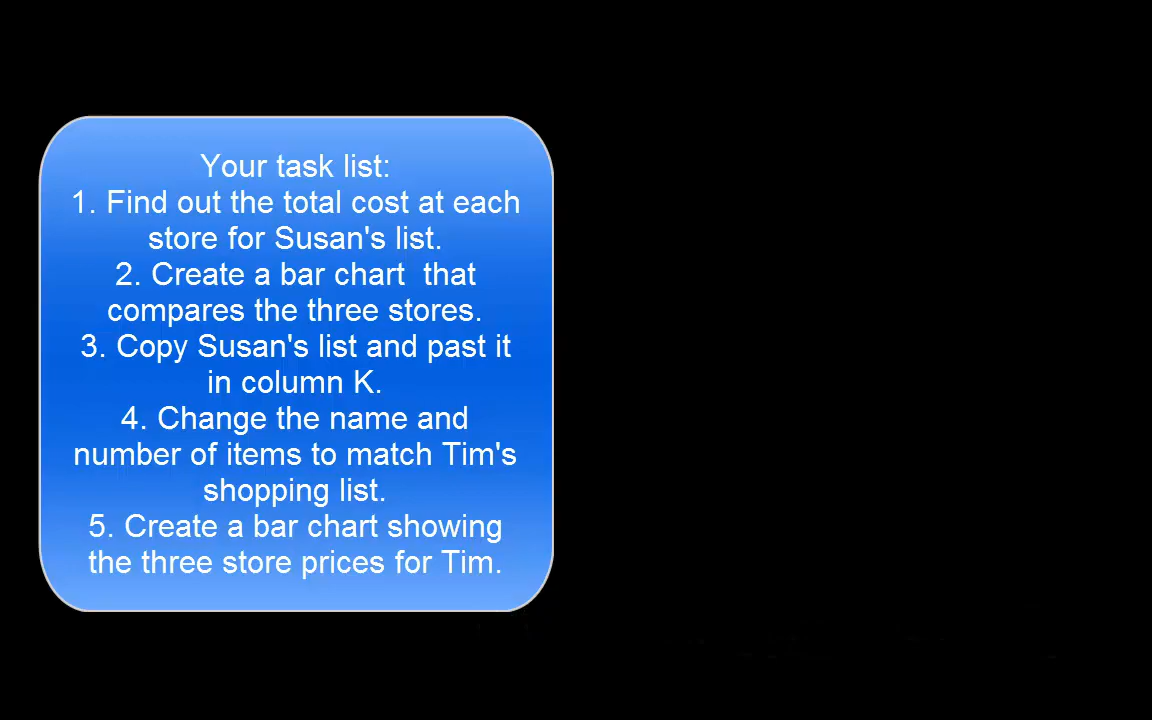 Your task list:
1. Find out the total cost at each
store for Susan's list.
2. Create a bar chart  that
compares the three stores.
3. Copy Susan's list and past it
in column K.
4. Change the name and
number of items to match Tim's
shopping list.
5. Create a bar chart showing
the three store prices for Tim.